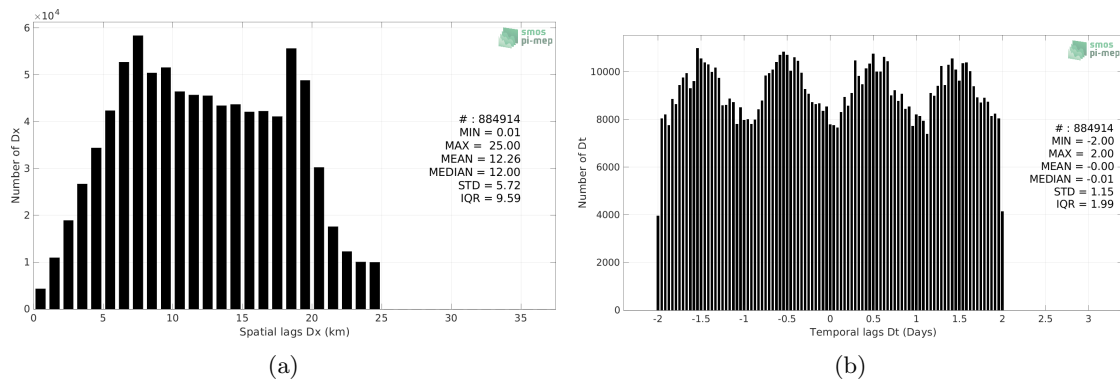 ×10⁴
6
5
4
3
2
1
0
Number of Dx
0 5 10 15 20 25 30 35
Spatial lags Dx (km)
smos
pi-mep
# : 884914
MIN = 0.01
MAX = 25.00
MEAN = 12.26
MEDIAN = 12.00
STD = 5.72
IQR = 9.59
(a)
10000
8000
6000
4000
2000
0
Number of Dt
-2 -1.5 -1 -0.5 0 0.5 1 1.5 2 2.5 3
Temporal lags Dt (Days)
smos
pi-mep
# : 884914
MIN = -2.00
MAX = 2.00
MEAN = -0.00
MEDIAN = -0.01
STD = 1.15
IQR = 1.99
(b)